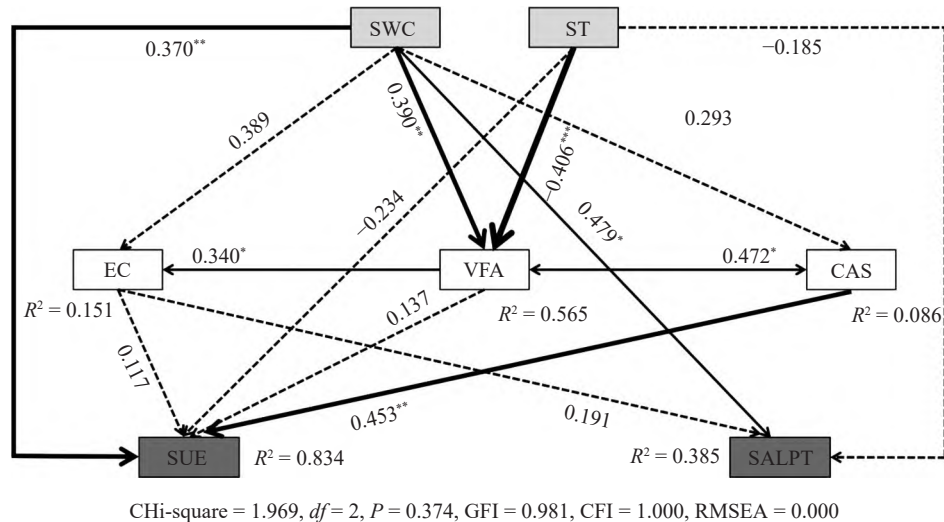 SWC
ST
0.370**
−0.185
0.389
0.390**
−0.406***
0.293
−0.234
0.479*
EC
0.340*
VFA
0.472*
CAS
R² = 0.151
0.137
R² = 0.565
R² = 0.086
0.117
0.453**
0.191
SUE
R² = 0.834
R² = 0.385
SALPT
CHi-square = 1.969, df = 2, P = 0.374, GFI = 0.981, CFI = 1.000, RMSEA = 0.000